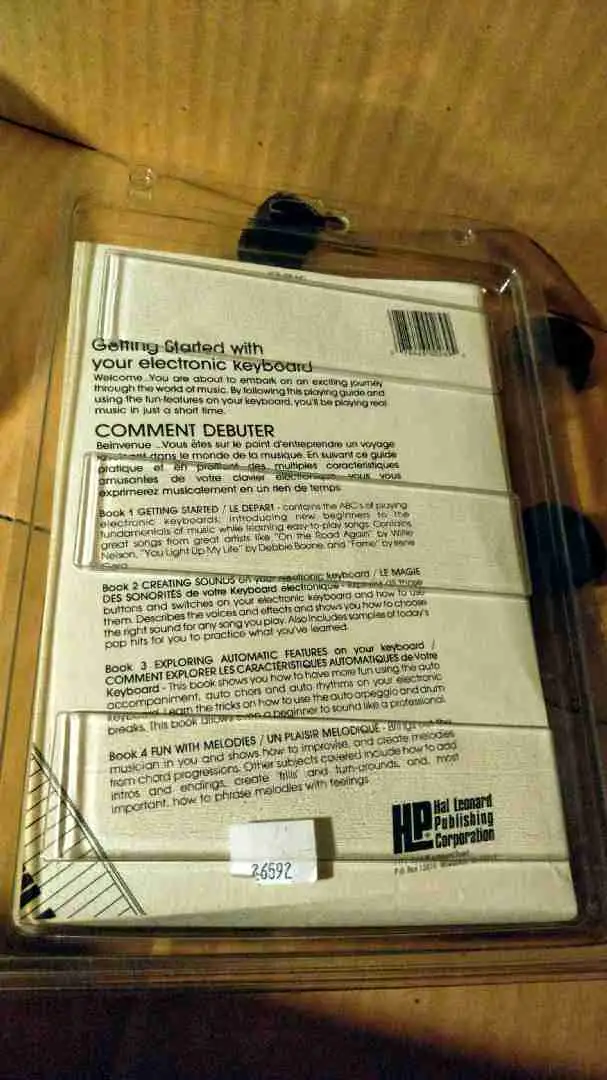 Getting Started with
your electronic keyboard
Welcome...You are about to embark on an exciting journey
through the world of music. By following this playing guide and
using the fun features on your keyboard, you'll be playing real
music in just a short time.
COMMENT DEBUTER
Beinvenue ...Vous êtes sur le point d'entreprendre un voyage
fascinant dans le monde de la musique. En suivant ce guide
pratique et en profitant des multiples caractéristiques
amusantes de votre clavier électronique, vous vous
exprimerez musicalement en un rien de temps.
Book 1 GETTING STARTED / LE DEPART - contains the ABC's of playing
electronic keyboards; introducing new beginners to the
fundamentals of music while learning easy-to-play songs. Contains
great songs from great artists like "On the Road Again" by Willie
Nelson, "You Light Up My Life" by Debbie Boone, and "Fame" by Irene
Cara.
Book 2 CREATING SOUNDS on your electronic keyboard / LE MAGIE
DES SONORITÉS de votre Keyboard électronique - Explains all those
buttons and switches on your electronic keyboard and how to use
them. Describes the voices and effects and shows you how to choose
the right sound for any song you play. Also includes samples of today's
pop hits for you to practice what you've learned.
Book 3 EXPLORING AUTOMATIC FEATURES on your keyboard /
COMMENT EXPLORER LES CARACTÉRISTIQUES AUTOMATIQUES de Votre
Keyboard - This book shows you how to have more fun using the auto
accompaniment, auto chors and auto rhythms on your electronic
keyboard. Learn the tricks on how to use the auto arpeggio and drum
breaks. This book allows even a beginner to sound like a professional.
Book 4 FUN WITH MELODIES / UN PLAISIR MELODIQUE - Brings out the
musician in you and shows how to improvise, and create melodies
from chord progressions. Other subjects covered include how to add
intros and endings, create trills and turn-arounds, and, most
important, how to phrase melodies with feelings.
HP Hal Leonard
Publishing
Corporation
26592